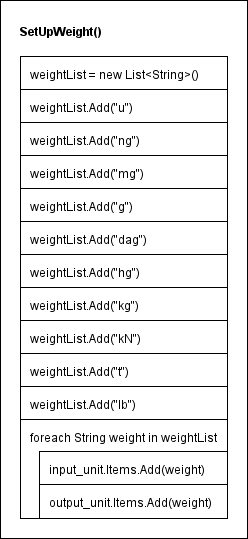 SetUpWeight()
weightList = new List<String>()
weightList.Add("u")
weightList.Add("ng")
weightList.Add("mg")
weightList.Add("g")
weightList.Add("dag")
weightList.Add("hg")
weightList.Add("kg")
weightList.Add("kN")
weightList.Add("t")
weightList.Add("lb")
foreach String weight in weightList
input_unit.Items.Add(weight)
output_unit.Items.Add(weight)